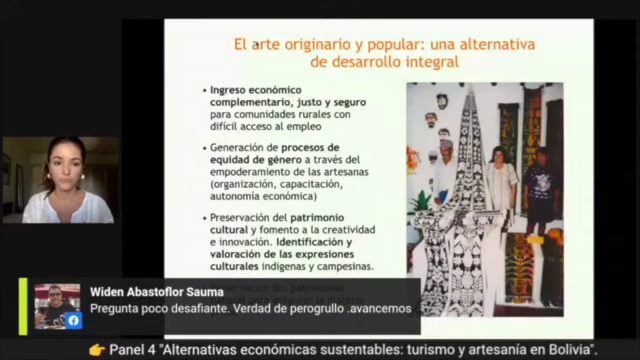 El arte originario y popular: una alternativa
de desarrollo integral
• Ingreso económico
complementario, justo y seguro
para comunidades rurales con
difícil acceso al empleo
• Generación de procesos de
equidad de género a través del
empoderamiento de las artesanas
(organización, capacitación,
autonomía económica)
• Preservación del patrimonio
cultural y fomento a la creatividad
e innovación. Identificación y
valoración de las expresiones
culturales indígenas y campesinas.
Widen Abastoflor Sauma
Pregunta poco desafiante. Verdad de perogrullo .avancemos
👉 Panel 4 "Alternativas económicas sustentables: turismo y artesanía en Bolivia".